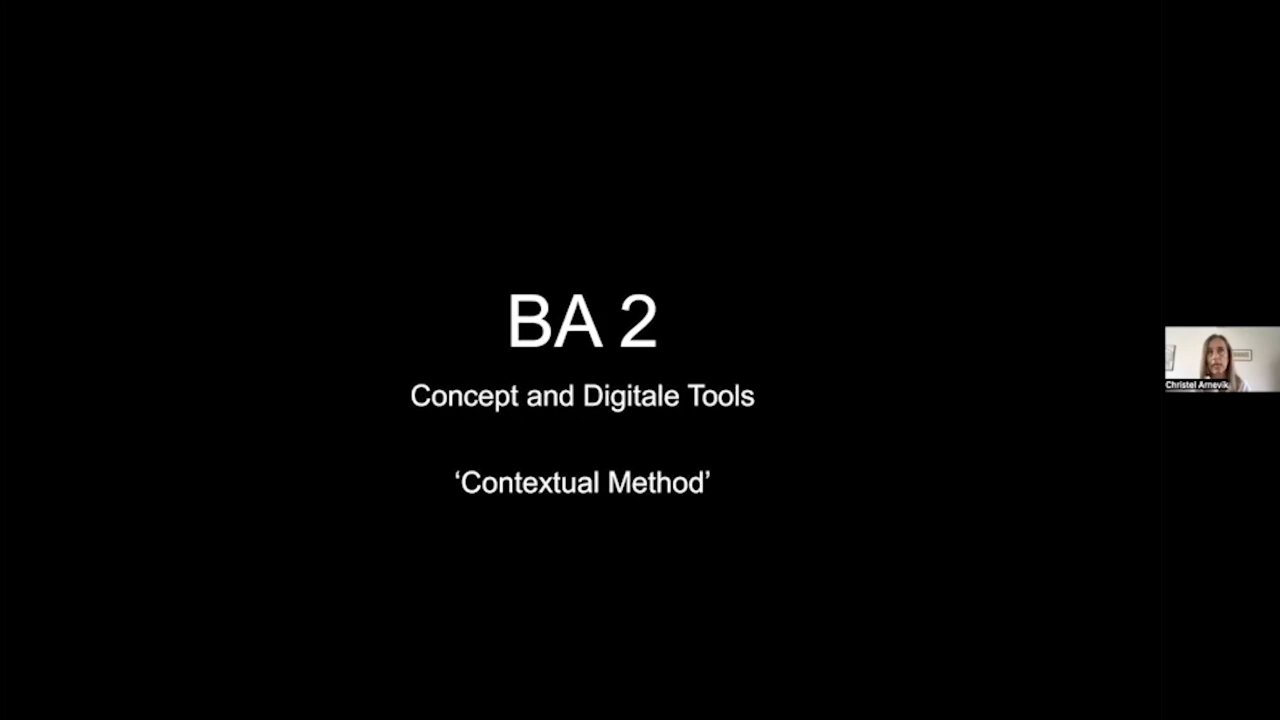 BA 2
Concept and Digitale Tools
‘Contextual Method’
Christel Arnevik